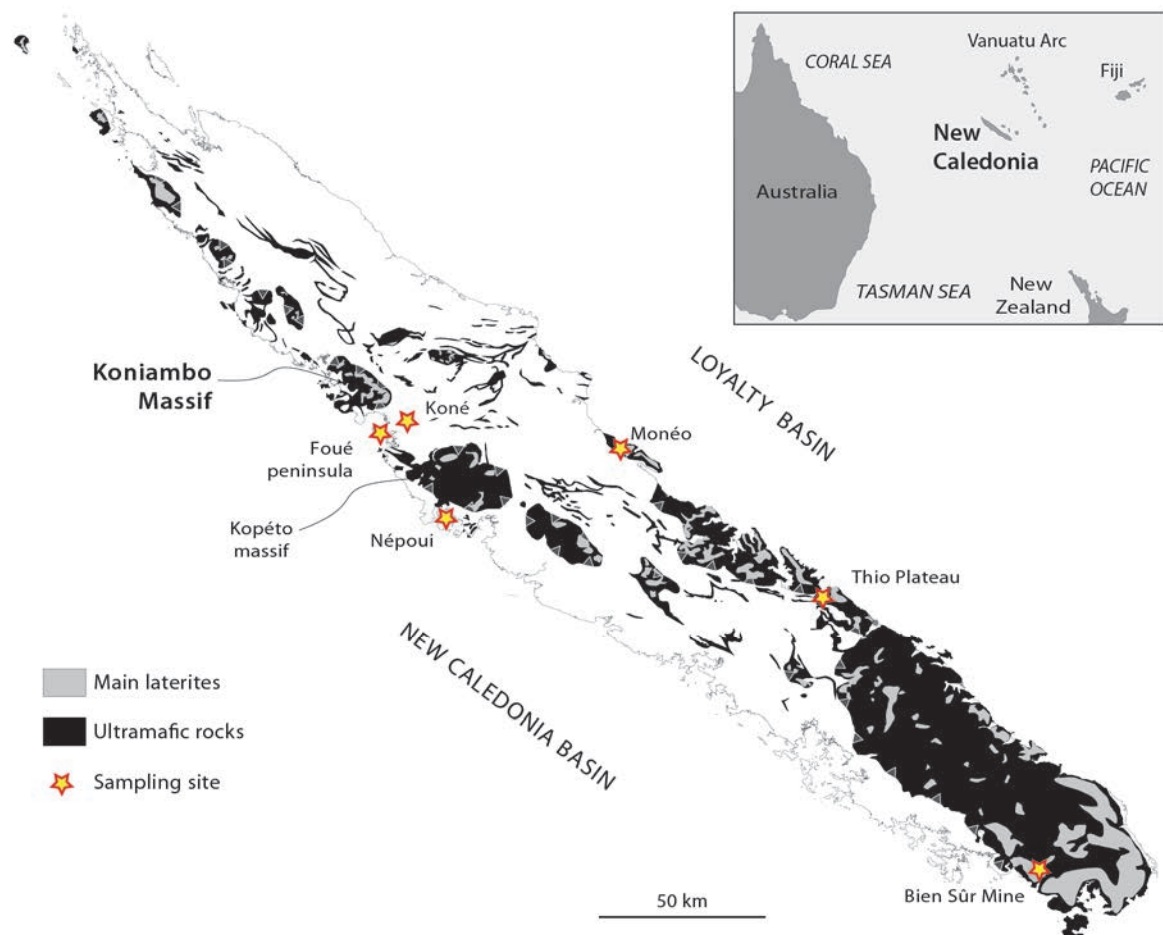 CORAL SEA
Vanuatu Arc
Fiji
New
Caledonia
PACIFIC
OCEAN
Australia
TASMAN SEA
New
Zealand
Koniambo
Massif
Koné
Foué
peninsula
Kopéto
massif
Népoui
Monéo
LOYALTY BASIN
Thio Plateau
NEW CALEDONIA BASIN
Main laterites
Ultramafic rocks
Sampling site
50 km
Bien Sûr Mine